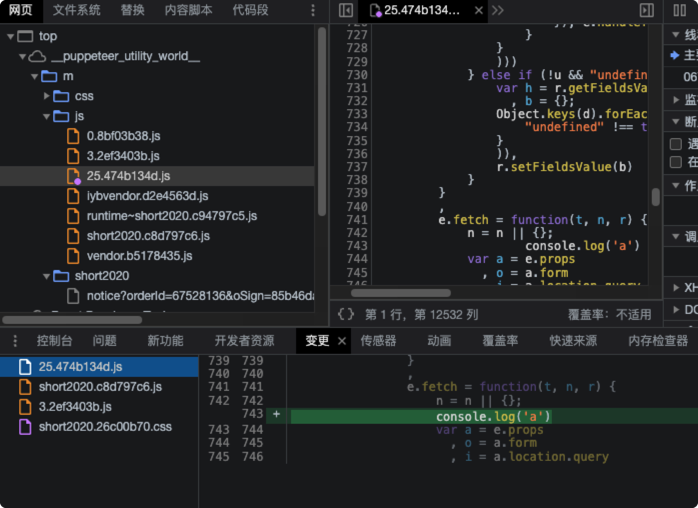 网页 文件系统 替换 内容脚本 代码段
top
__puppeteer_utility_world__
m
css
js
0.8bf03b38.js
3.2ef3403b.js
25.474b134d.js
iybvendor.d2e4563d.js
runtime~short2020.c94797c5.js
short2020.c8d797c6.js
vendor.b5178435.js
short2020
notice?orderId=67528136&oSign=85b46da
25.474b134…
727 }
728 }
729 )))
730 } else if (!u && "undefin
731 var h = r.getFieldsVa
732 , b = {};
733 Object.keys(d).forEac
734 "undefined" !== t
735 }
736 )),
737 r.setFieldsValue(b)
738 }
739 }
740 ,
741 e.fetch = function(t, n, r) {
742 n = n || {};
743 console.log('a')
744 var a = e.props
745 , o = a.form
746 , i = a.location.query
{} 第 1 行，第 12532 列 覆盖率：不适用
线
主
06
监
断
遇
在
作
调
XH
DO
控制台 问题 新功能 开发者资源 变更 传感器 动画 覆盖率 快速来源 内存检查器
25.474b134d.js
short2020.c8d797c6.js
3.2ef3403b.js
short2020.26c00b70.css
739 739 }
740 740 ,
741 741 e.fetch = function(t, n, r) {
742 742 n = n || {};
743 + console.log('a')
743 744 var a = e.props
744 745 , o = a.form
745 746 , i = a.location.query